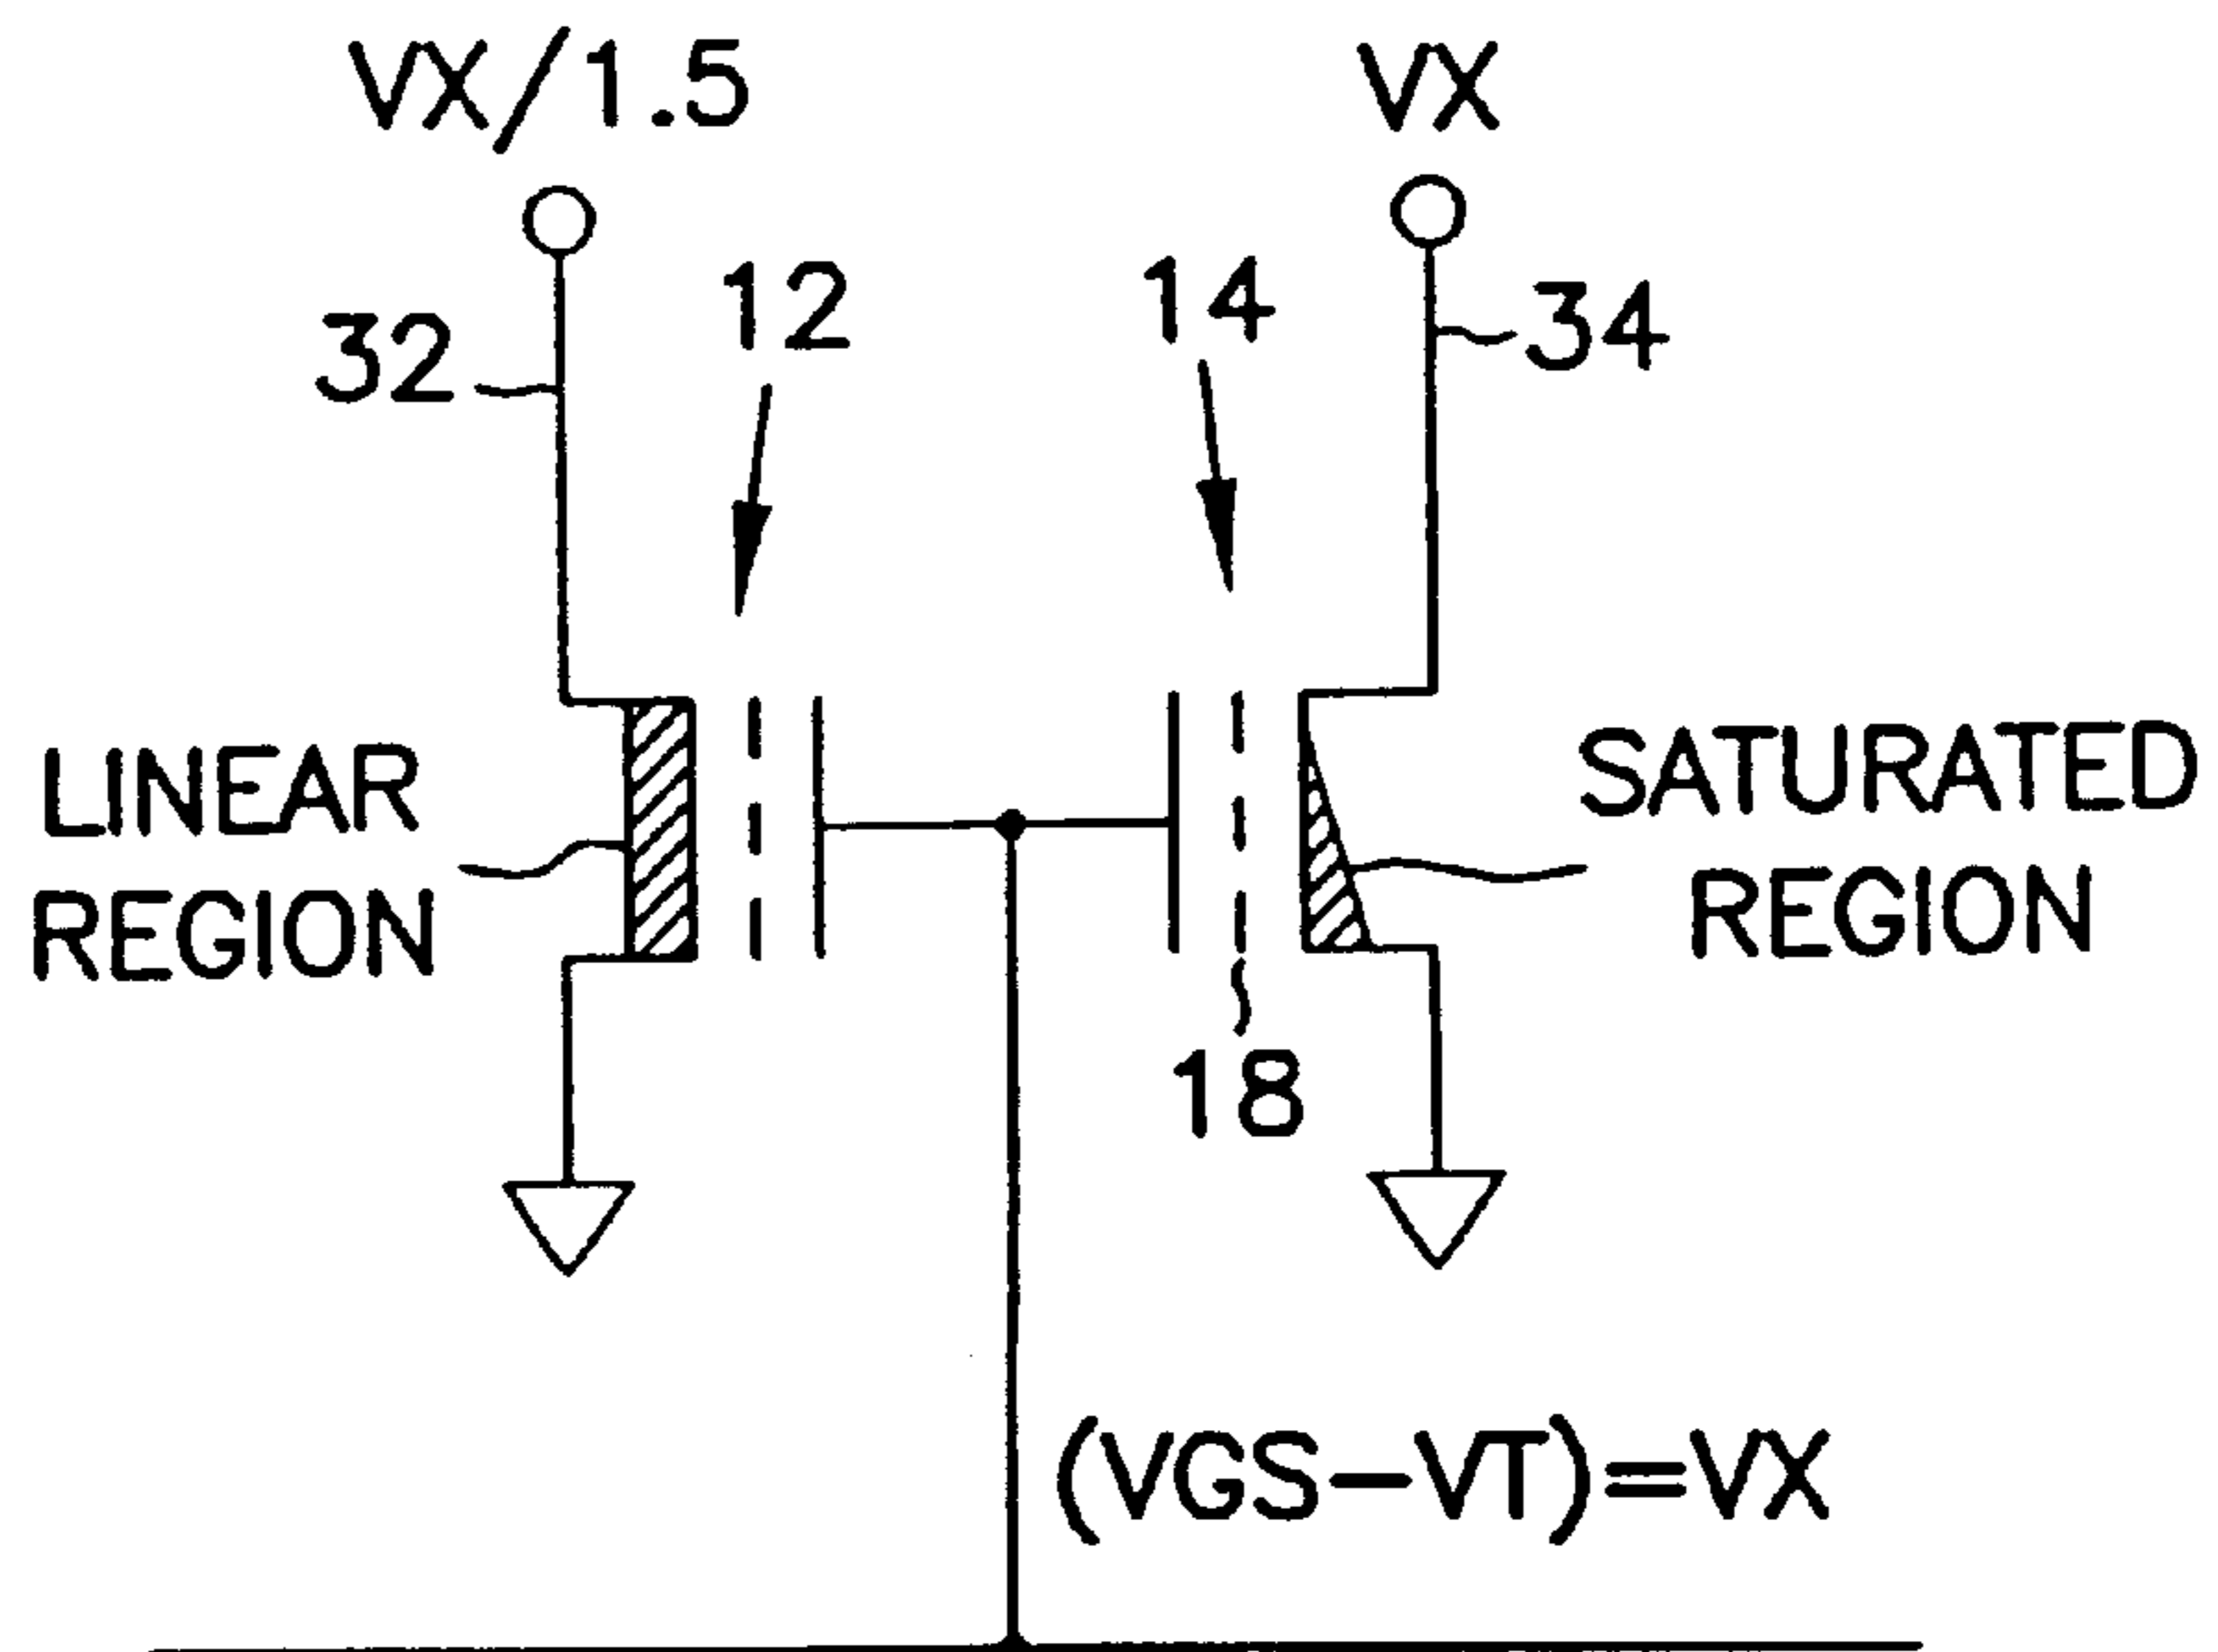 VX/1.5
VX
12
14
32
34
LINEAR
REGION
SATURATED
REGION
18
(VGS−VT)=VX